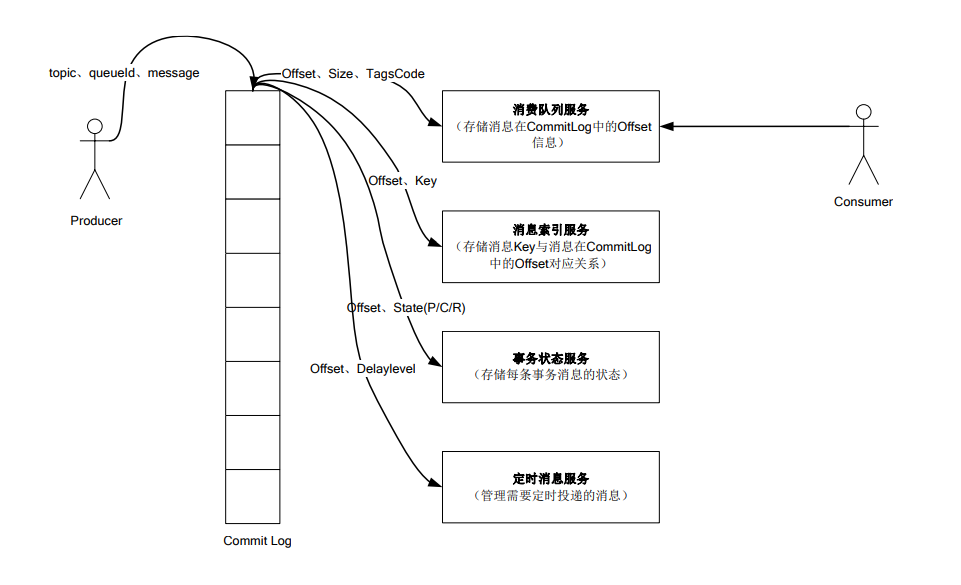 topic、queueId、message
Offset、Size、TagsCode
消费队列服务
（存储消息在CommitLog中的Offset
信息）
Producer
Consumer
Offset、Key
消息索引服务
（存储消息Key与消息在CommitLog
中的Offset对应关系）
Offset、State(P/C/R)
事务状态服务
（存储每条事务消息的状态）
Offset、Delaylevel
定时消息服务
（管理需要定时投递的消息）
Commit Log